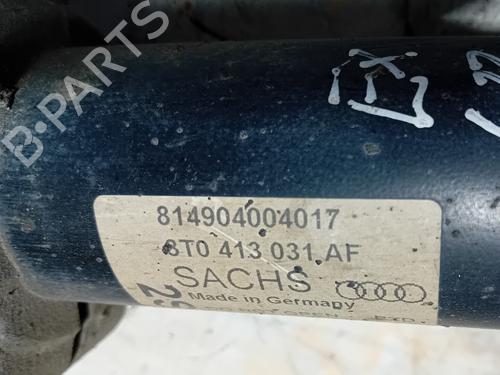 B-PARTS
814904004017
8T0 413 031 AF
SACHS
Made in Germany